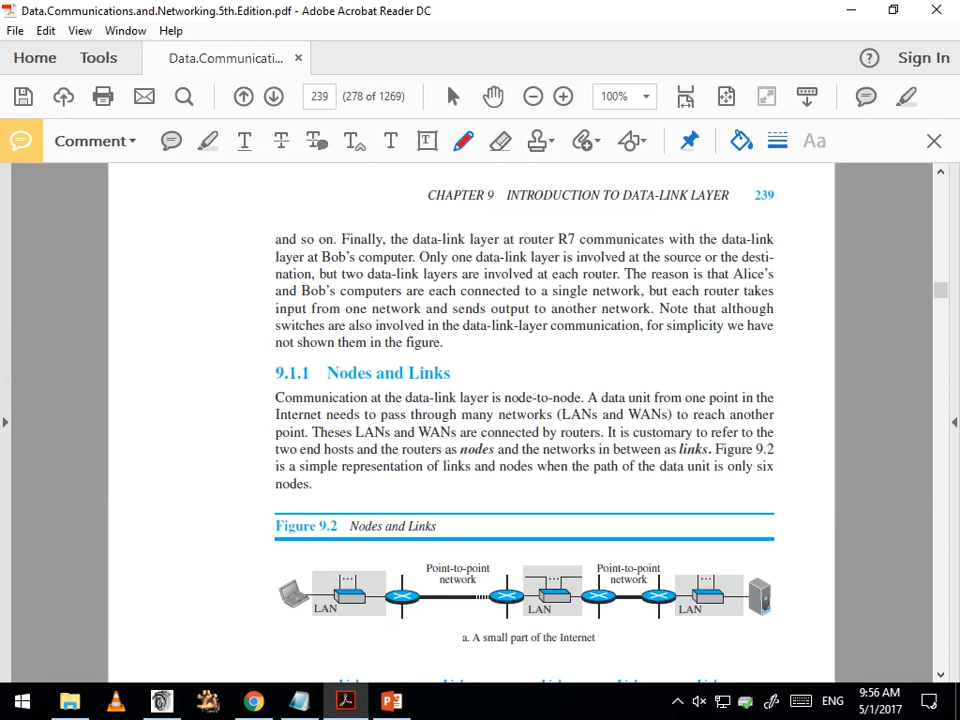 Data.Communications.and.Networking.5th.Edition.pdf - Adobe Acrobat Reader DC
File Edit View Window Help
Home Tools Data.Communicati... Sign In
239 (278 of 1269) 100%
Comment Aa
CHAPTER 9 INTRODUCTION TO DATA-LINK LAYER 239
and so on. Finally, the data-link layer at router R7 communicates with the data-link
layer at Bob's computer. Only one data-link layer is involved at the source or the desti-
nation, but two data-link layers are involved at each router. The reason is that Alice's
and Bob's computers are each connected to a single network, but each router takes
input from one network and sends output to another network. Note that although
switches are also involved in the data-link-layer communication, for simplicity we have
not shown them in the figure.
9.1.1 Nodes and Links
Communication at the data-link layer is node-to-node. A data unit from one point in the
Internet needs to pass through many networks (LANs and WANs) to reach another
point. Theses LANs and WANs are connected by routers. It is customary to refer to the
two end hosts and the routers as nodes and the networks in between as links. Figure 9.2
is a simple representation of links and nodes when the path of the data unit is only six
nodes.
Figure 9.2 Nodes and Links
Point-to-point
network
Point-to-point
network
LAN
LAN
LAN
a. A small part of the Internet
ENG
9:56 AM
5/1/2017